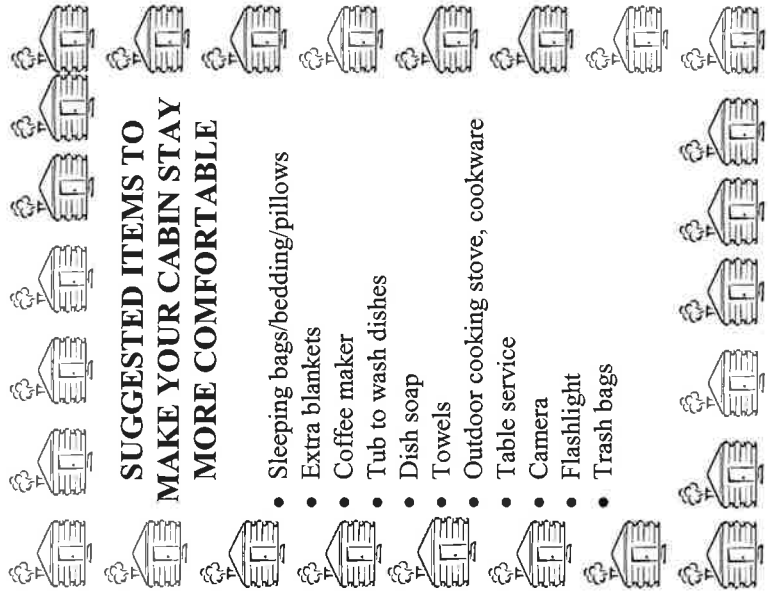 SUGGESTED ITEMS TO
MAKE YOUR CABIN STAY
MORE COMFORTABLE
• Sleeping bags/bedding/pillows
• Extra blankets
• Coffee maker
• Tub to wash dishes
• Dish soap
• Towels
• Outdoor cooking stove, cookware
• Table service
• Camera
• Flashlight
• Trash bags